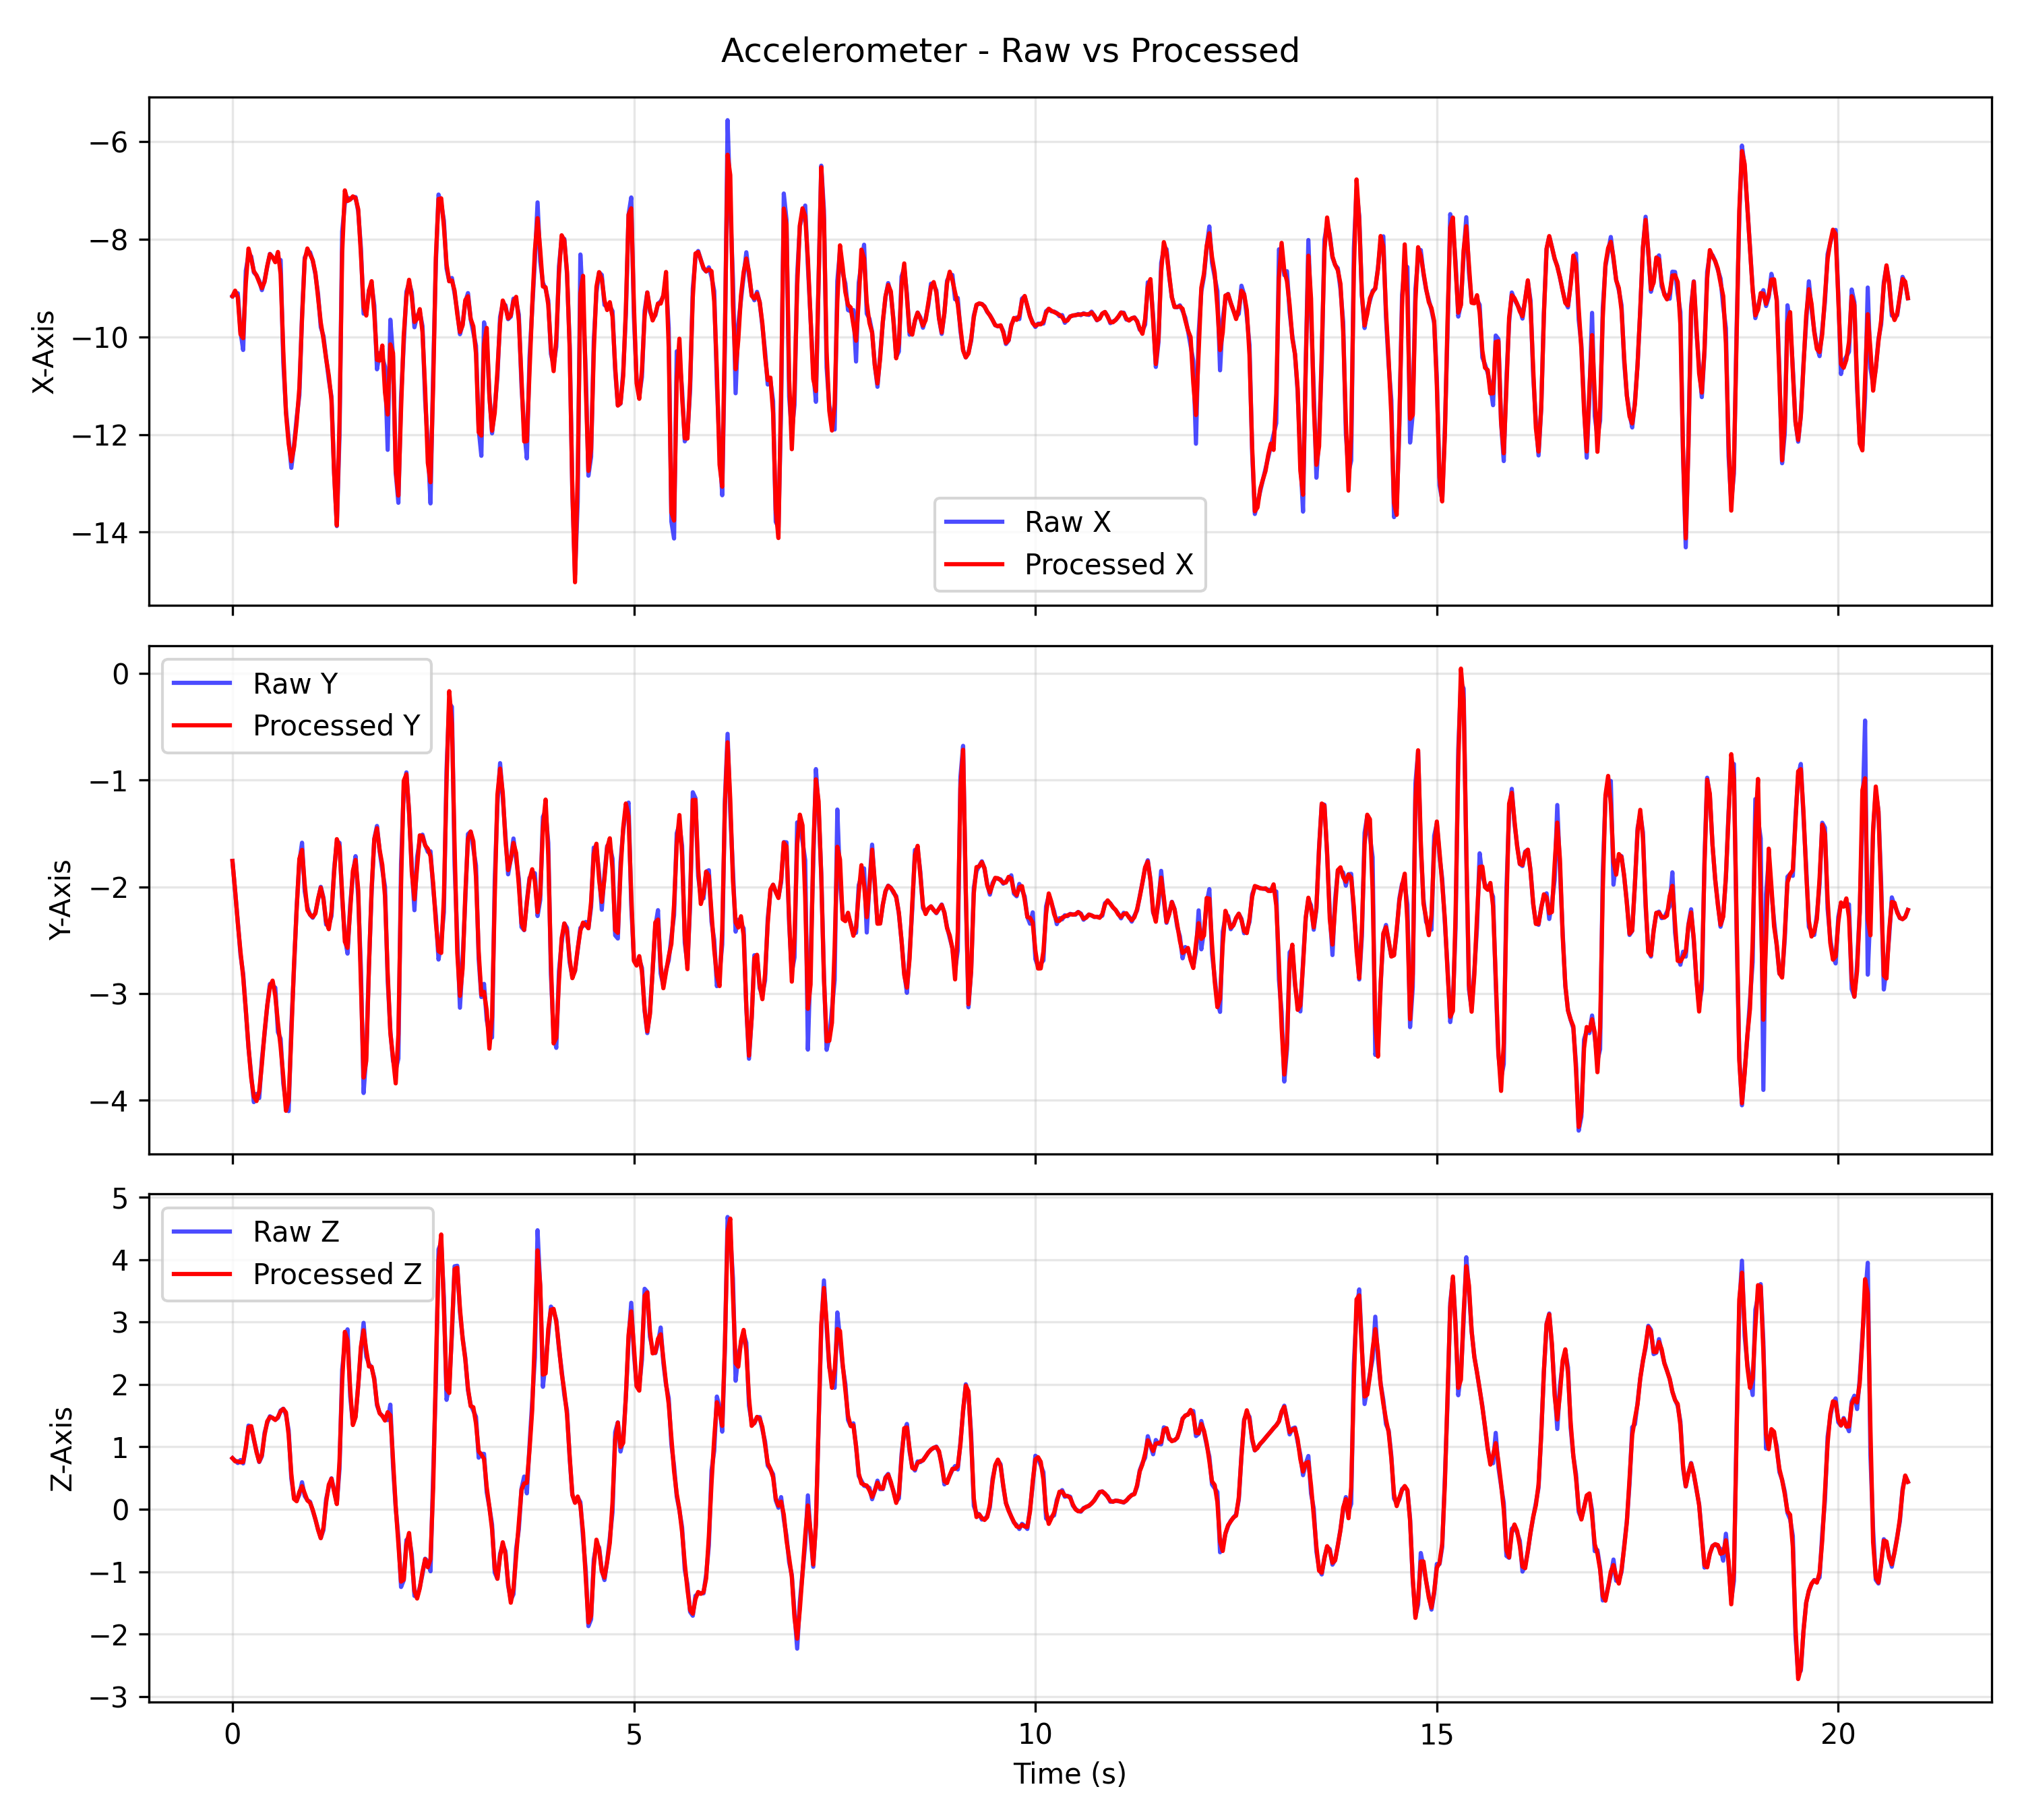 Accelerometer - Raw vs Processed
−6
−8
−10
−12
−14
X-Axis
Raw X
Processed X
0
−1
−2
−3
−4
Y-Axis
Raw Y
Processed Y
5
4
3
2
1
0
−1
−2
−3
Z-Axis
Raw Z
Processed Z
0 5 10 15 20
Time (s)